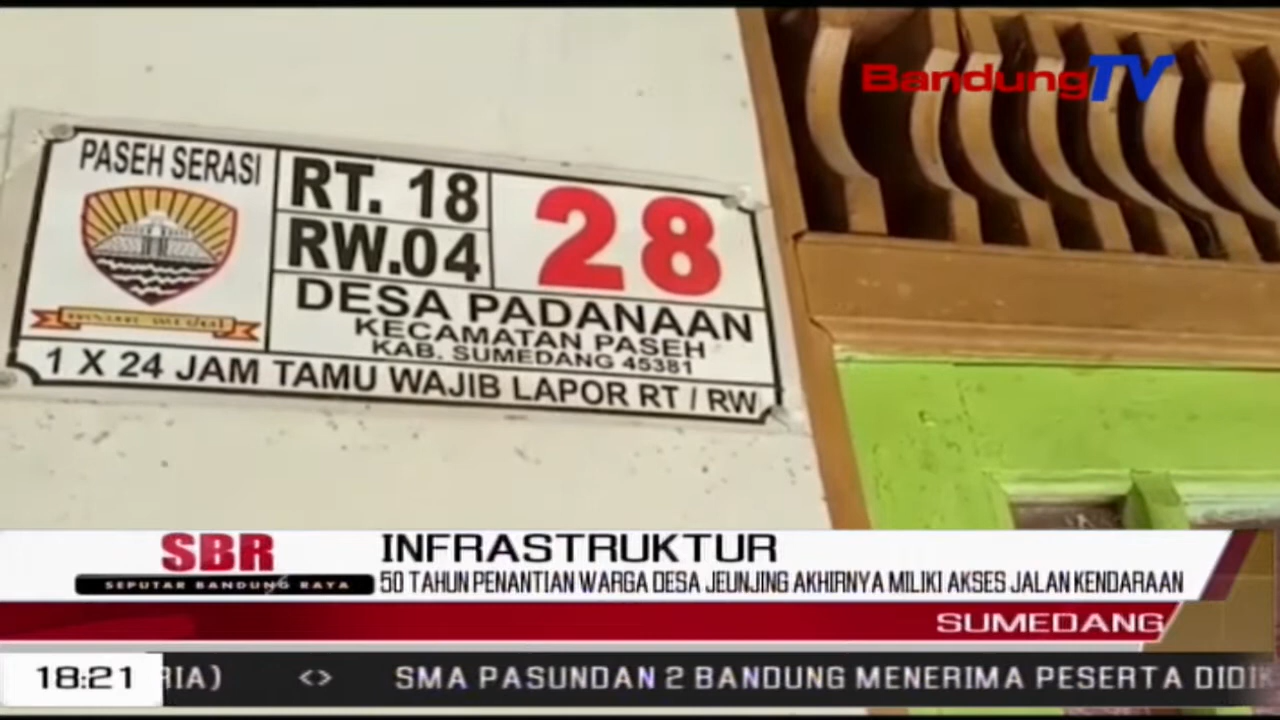 BandungTV
PASEH SERASI
RT. 18
RW.04
28
DESA PADANAAN
KECAMATAN PASEH
KAB. SUMEDANG 45381
1 X 24 JAM TAMU WAJIB LAPOR RT / RW
SBR
SEPUTAR BANDUNG RAYA
INFRASTRUKTUR
50 TAHUN PENANTIAN WARGA DESA JEUNJING AKHIRNYA MILIKI AKSES JALAN KENDARAAN
SUMEDANG
18:21
RIA) <> SMA PASUNDAN 2 BANDUNG MENERIMA PESERTA DIDIK